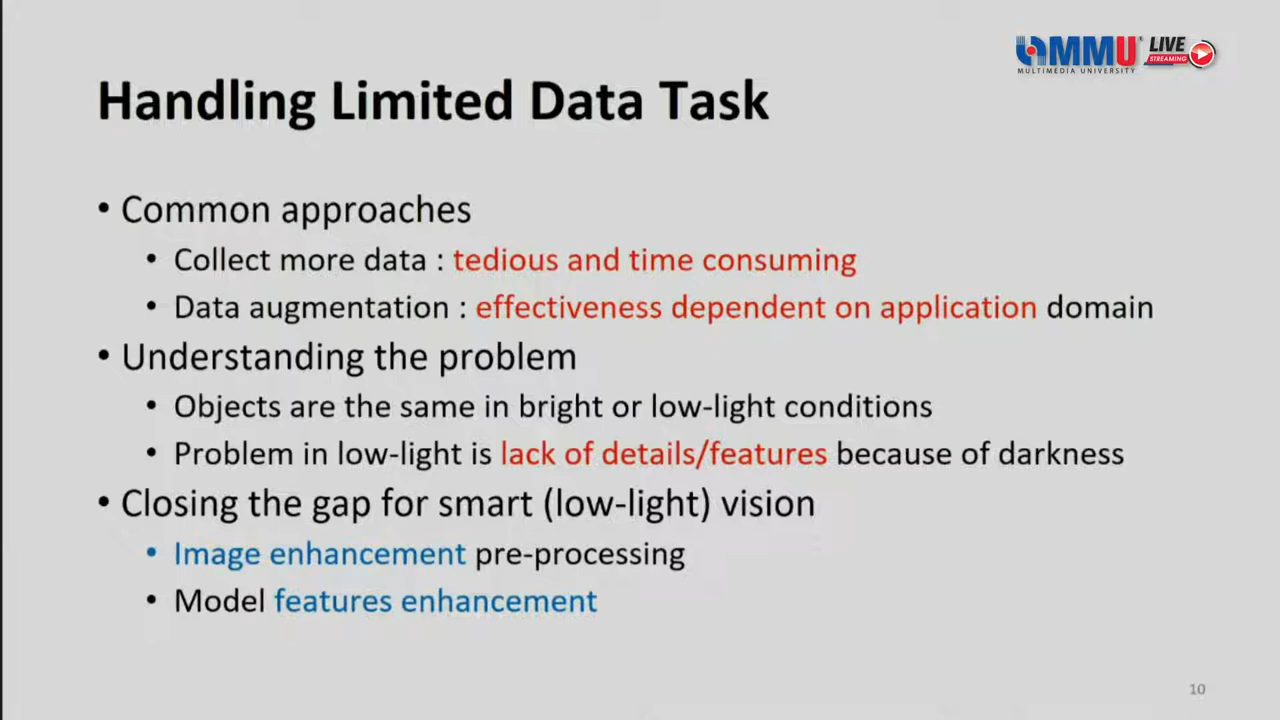 MMU LIVE
STREAMING
MULTIMEDIA UNIVERSITY
Handling Limited Data Task
• Common approaches
• Collect more data : tedious and time consuming
• Data augmentation : effectiveness dependent on application domain
• Understanding the problem
• Objects are the same in bright or low-light conditions
• Problem in low-light is lack of details/features because of darkness
• Closing the gap for smart (low-light) vision
• Image enhancement pre-processing
• Model features enhancement
10